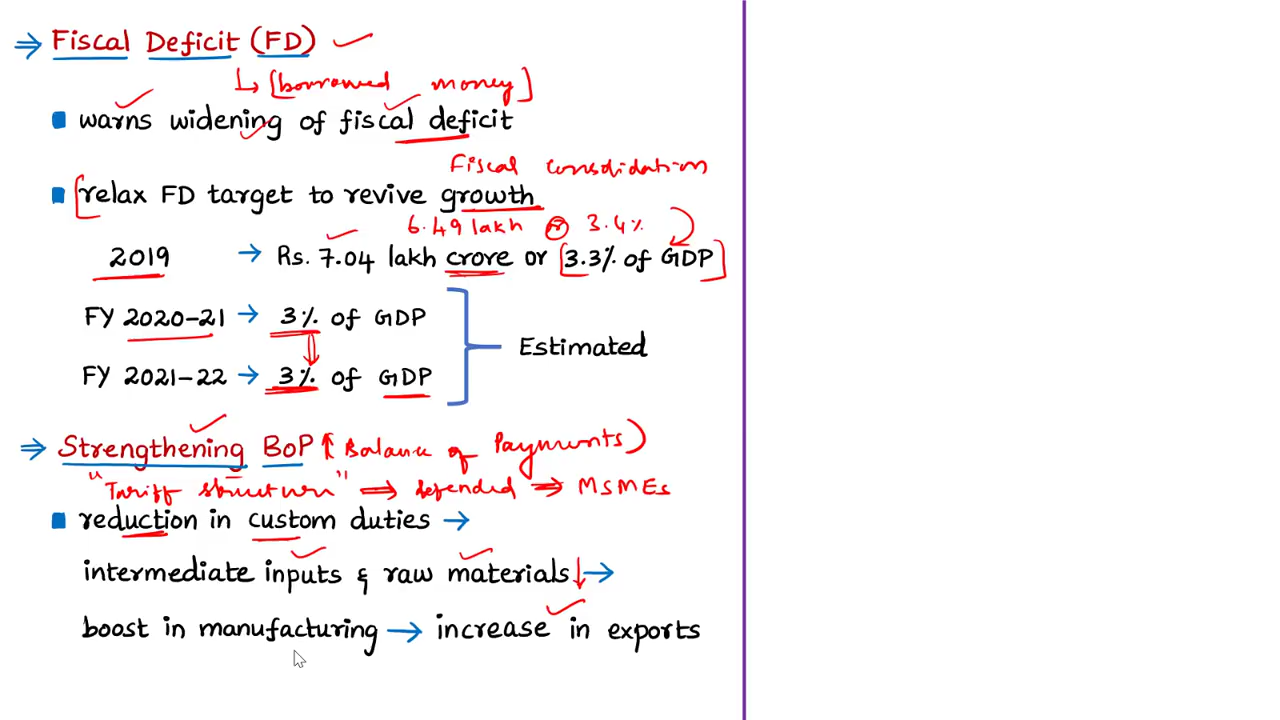 ⇒ Fiscal Deficit (FD)
↳ [borrowed money]
■ warns widening of fiscal deficit
Fiscal consolidation
■ [relax FD target to revive growth
6.49 lakh or 3.4%
2019 → Rs. 7.04 lakh crore or [3.3% of GDP]
FY 2020-21 → 3% of GDP
Estimated
FY 2021-22 → 3% of GDP
⇒ Strengthening BoP ↑ Balance of Payments)
"Tariff structure" ⇒ defended ⇒ MSMEs
■ reduction in custom duties →
intermediate inputs & raw materials ↓ →
boost in manufacturing → increase in exports